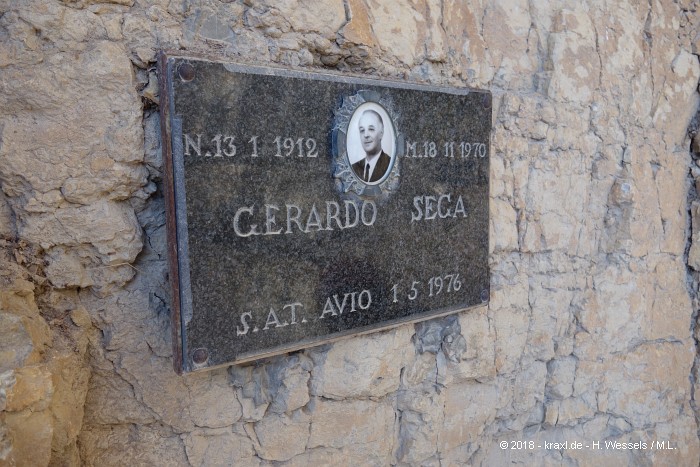 N.13 1 1912 M.18 11 1970
GERARDO SEGA
S.A.T. AVIO 1 5 1976
© 2018 - kraxl.de - H. Wessels / M.L.